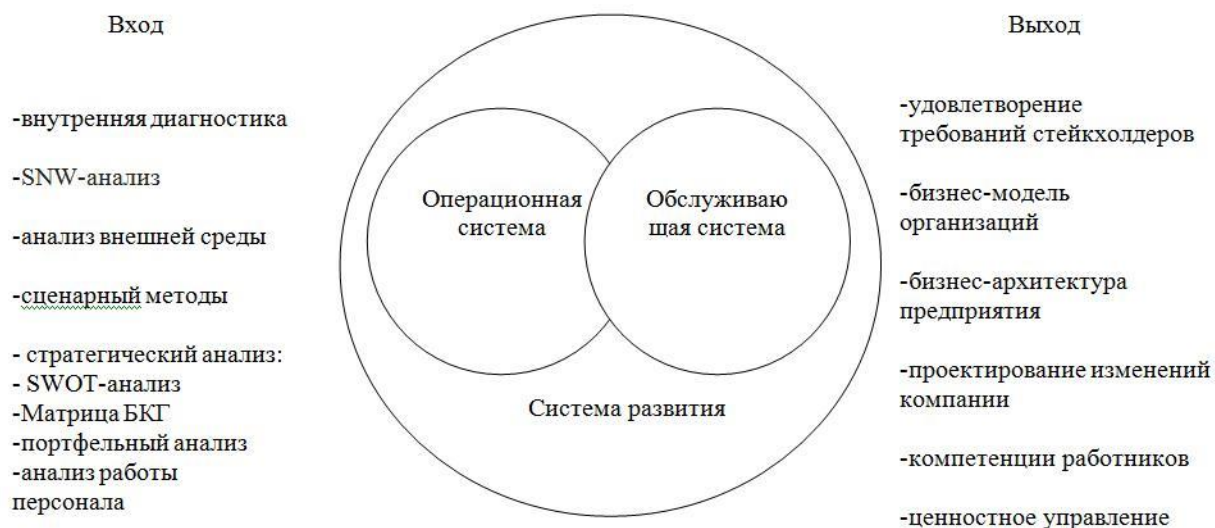 Вход
-внутренняя диагностика
-SNW-анализ
-анализ внешней среды
-сценарный методы
- стратегический анализ:
- SWOT-анализ
-Матрица БКГ
-портфельный анализ
-анализ работы
персонала
Операционная
система
Обслуживаю
щая система
Система развития
Выход
-удовлетворение
требований стейкхолдеров
-бизнес-модель
организаций
-бизнес-архитектура
предприятия
-проектирование изменений
компании
-компетенции работников
-ценностное управление